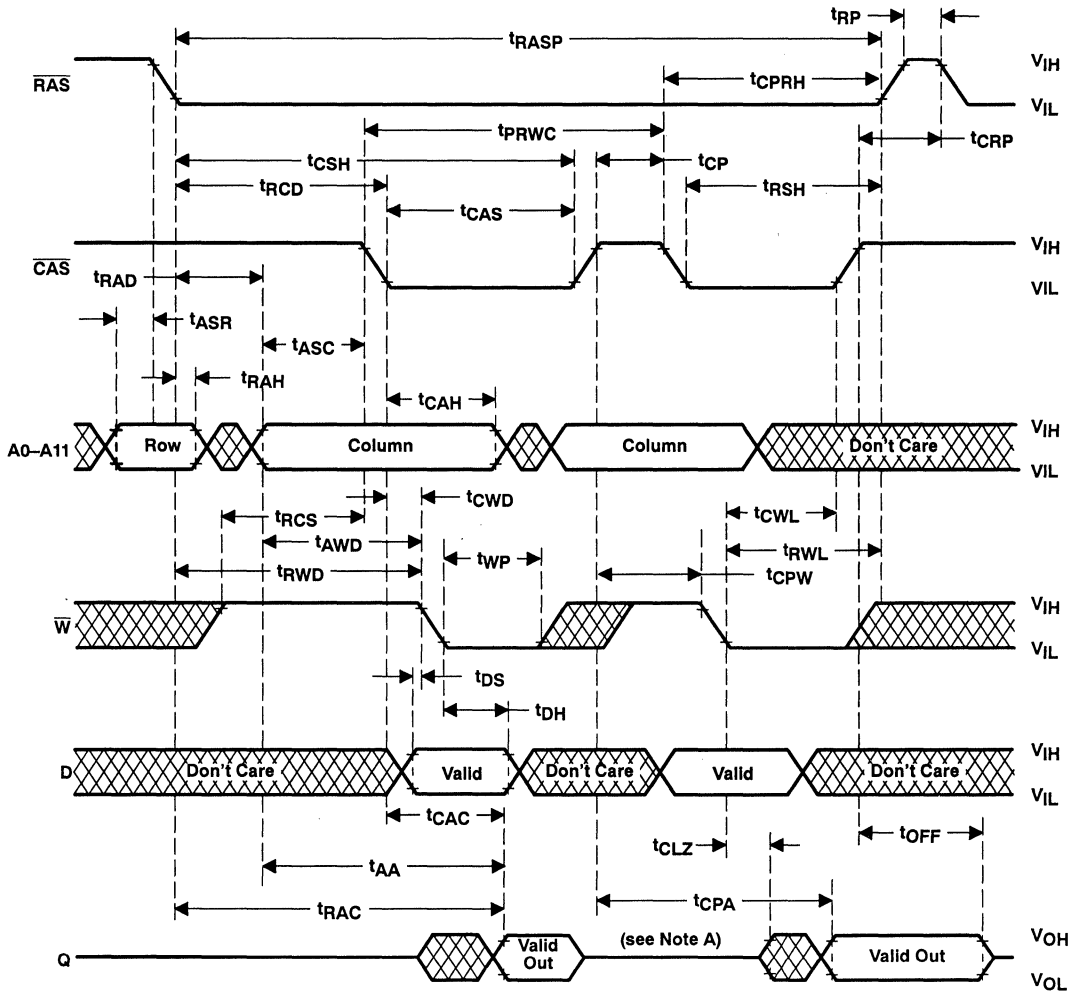 tRP
tRASP
VIH
RAS
tCPRH
VIL
tPRWC
tCRP
tCSH
tCP
tRCD
tRSH
tCAS
VIH
CAS
tRAD
VIL
tASR
tASC
tRAH
tCAH
VIH
A0–A11
Row
Column
Column
Don't Care
VIL
tCWD
tRCS
tCWL
tAWD
tWP
tRWL
tRWD
tCPW
VIH
W
VIL
tDS
tDH
VIH
D
Don't Care
Valid
Don't Care
Valid
Don't Care
VIL
tCAC
tCLZ
tOFF
tAA
tCPA
tRAC
VOH
Q
Valid Out
(see Note A)
Valid Out
VOL